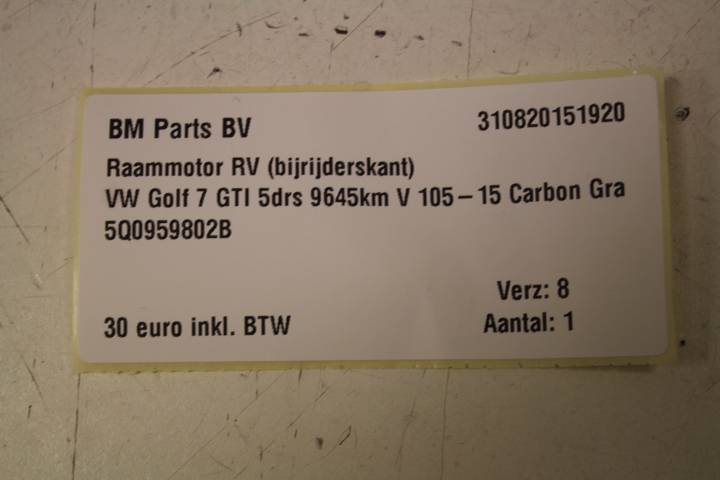 BM Parts BV 310820151920
Raammotor RV (bijrijderskant)
VW Golf 7 GTI 5drs 9645km V 105-15 Carbon Gra
5Q0959802B
Verz: 8
30 euro inkl. BTW Aantal: 1